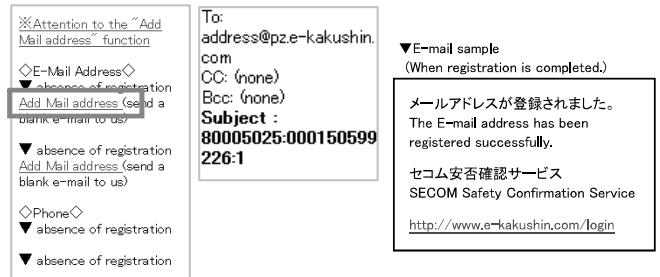 ※Attention to the "Add
Mail address" function
◇E-Mail Address◇
▼ absence of registration
Add Mail address (send a
blank e-mail to us)
▼ absence of registration
Add Mail address (send a
blank e-mail to us)
◇Phone◇
▼ absence of registration
▼ absence of registration
To:
address@pz.e-kakushin.
com
CC: (none)
Bcc: (none)
Subject :
80005025:000150599
226:1
▼E-mail sample
(When registration is completed.)
メールアドレスが登録されました。
The E-mail address has been
registered successfully.
セコム安否確認サービス
SECOM Safety Confirmation Service
http://www.e-kakushin.com/login